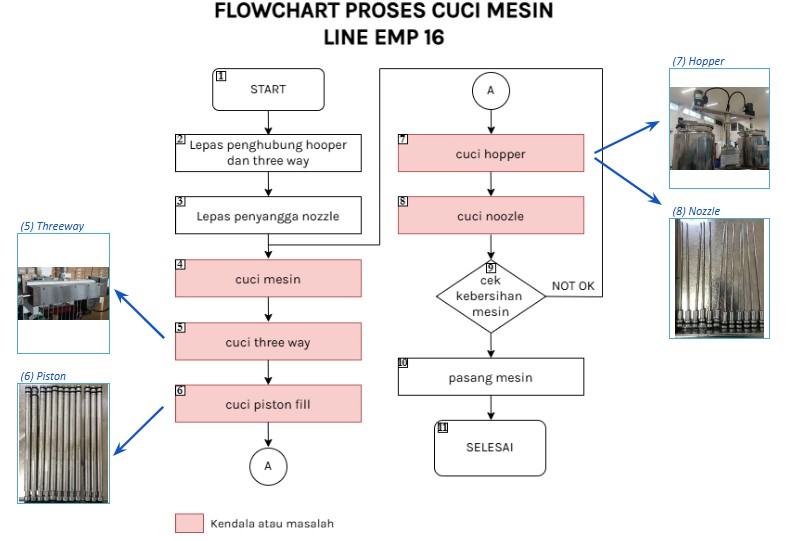 FLOWCHART PROSES CUCI MESIN
LINE EMP 16
1
START
2
Lepas penghubung hooper
dan three way
3
Lepas penyangga nozzle
4
cuci mesin
5
cuci three way
6
cuci piston fill
A
Kendala atau masalah
A
7
cuci hopper
8
cuci noozle
9
cek
kebersihan
mesin
NOT OK
10
pasang mesin
11
SELESAI
(5) Threeway
(6) Piston
(7) Hopper
(8) Nozzle